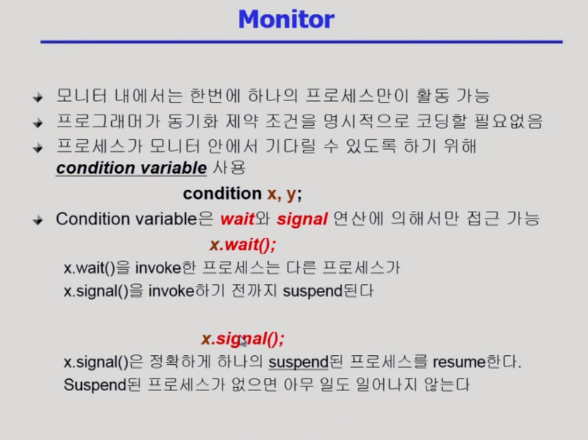 Monitor
모니터 내에서는 한번에 하나의 프로세스만이 활동 가능
프로그래머가 동기화 제약 조건을 명시적으로 코딩할 필요없음
프로세스가 모니터 안에서 기다릴 수 있도록 하기 위해
condition variable 사용
condition x, y;
Condition variable은 wait와 signal 연산에 의해서만 접근 가능
x.wait();
x.wait()을 invoke한 프로세스는 다른 프로세스가
x.signal()을 invoke하기 전까지 suspend된다
x.signal();
x.signal()은 정확하게 하나의 suspend된 프로세스를 resume한다.
Suspend된 프로세스가 없으면 아무 일도 일어나지 않는다